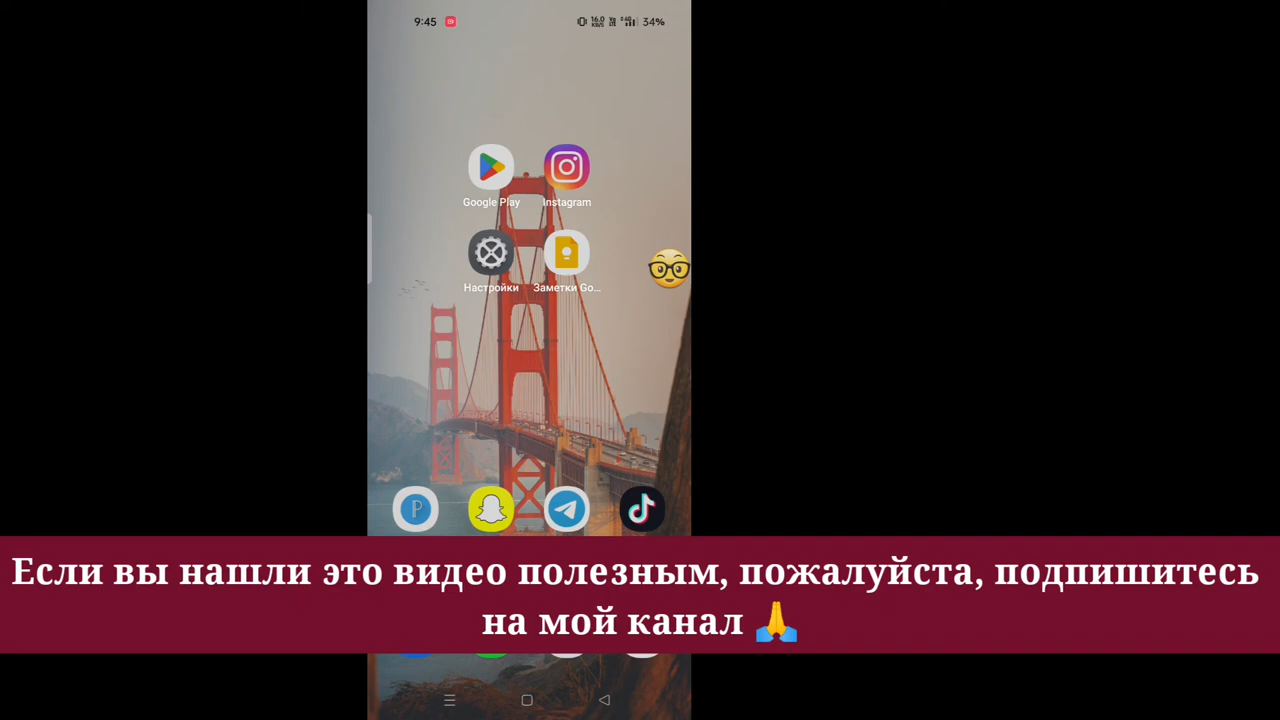 9:45 34%
Google Play Instagram
Настройки Заметки Go...
Если вы нашли это видео полезным, пожалуйста, подпишитесь
на мой канал 🙏